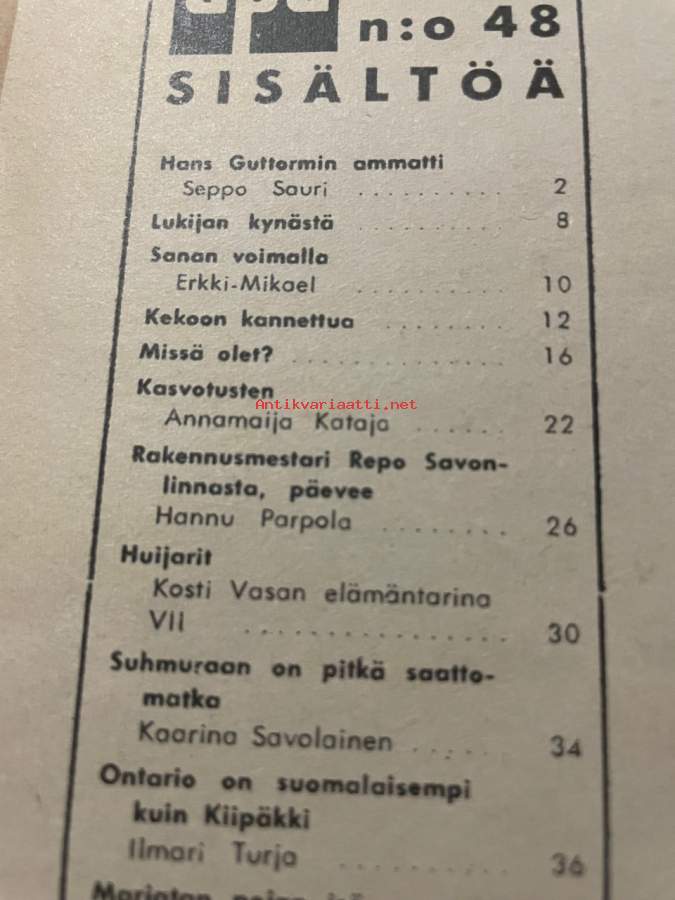 n:o 48
SISÄLTÖÄ
Hans Guttormin ammatti
Seppo Sauri .......... 2
Lukijan kynästä .......... 8
Sanan voimalla
Erkki-Mikael .......... 10
Kekoon kannettua ........ 12
Missä olet? .............. 16
Kasvotusten
Antikvariaatti.net
Annamaija Kataja ...... 22
Rakennusmestari Repo Savon-
linnasta, päevee
Hannu Parpola ........ 26
Huijarit
Kosti Vasan elämäntarina
VII ................ 30
Suhmuraan on pitkä saatto-
matka
Kaarina Savolainen ..... 34
Ontario on suomalaisempi
kuin Kiipäkki
Ilmari Turja .......... 36